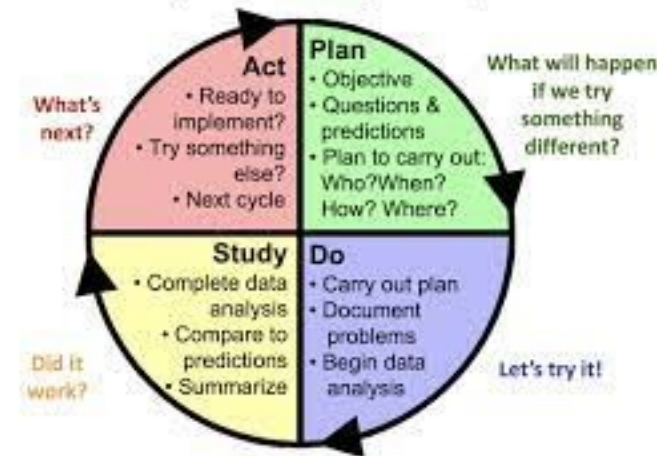 Plan
• Objective
• Questions &
predictions
• Plan to carry out:
Who?When?
How? Where?
What will happen
if we try
something
different?
Do
• Carry out plan
• Document
problems
• Begin data
analysis
Let's try it!
Study
• Complete data
analysis
• Compare to
predictions
• Summarize
Did it
work?
Act
• Ready to
implement?
• Try something
else?
• Next cycle
What's
next?